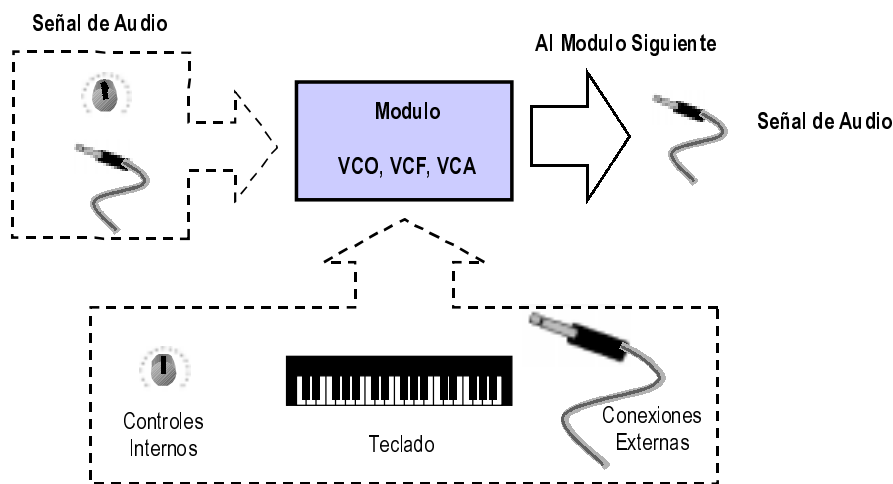 Señal de Audio
Al Modulo Siguiente
Modulo
VCO, VCF, VCA
Señal de Audio
Controles
Internos
Teclado
Conexiones
Externas